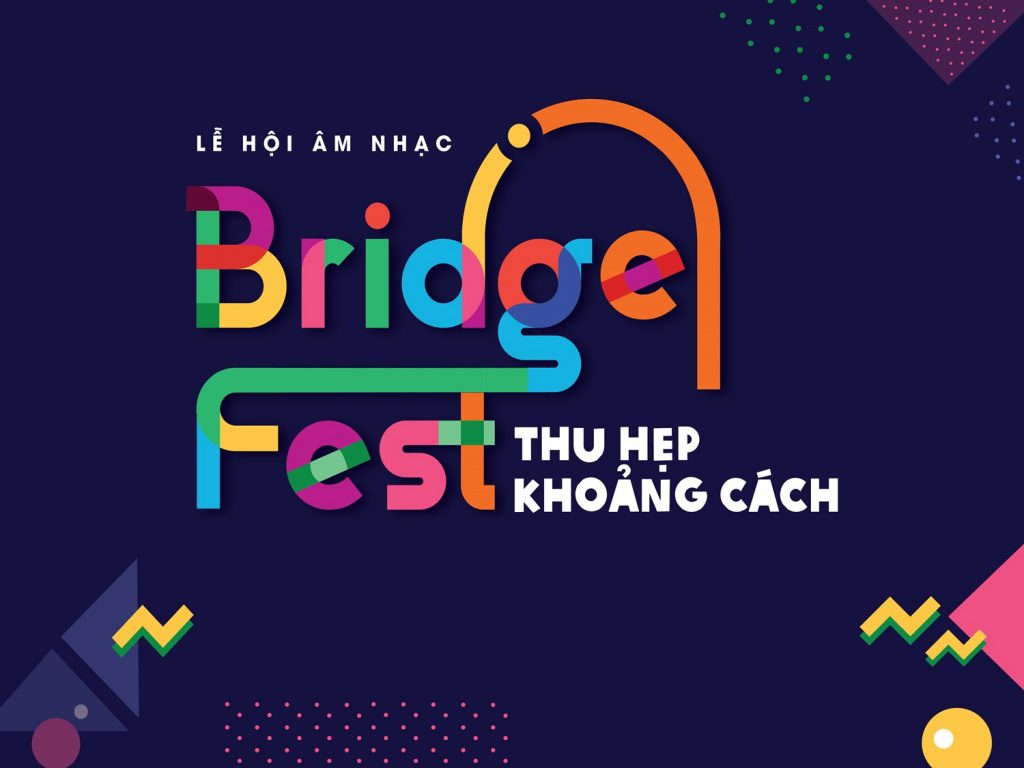 LỄ HỘI ÂM NHẠC
Bridge
Fest
THU HẸP
KHOẢNG CÁCH